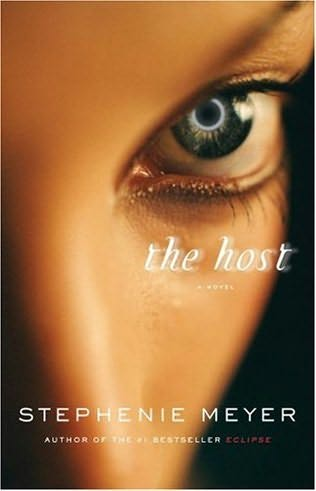 the host
A NOVEL
STEPHENIE MEYER
AUTHOR OF THE #1 BESTSELLER ECLIPSE